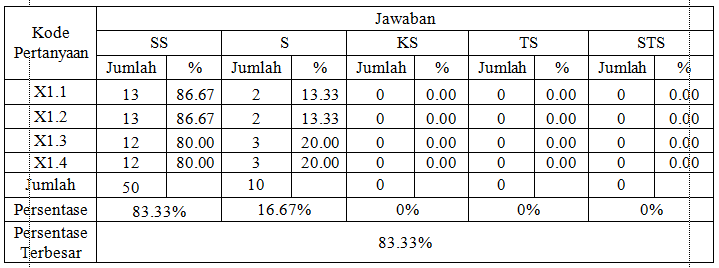 Kode Pertanyaan
Jawaban
SS S KS TS STS
Jumlah % Jumlah % Jumlah % Jumlah % Jumlah %
X1.1 13 86.67 2 13.33 0 0.00 0 0.00 0 0.00
X1.2 13 86.67 2 13.33 0 0.00 0 0.00 0 0.00
X1.3 12 80.00 3 20.00 0 0.00 0 0.00 0 0.00
X1.4 12 80.00 3 20.00 0 0.00 0 0.00 0 0.00
Jumlah 50 10 0 0 0
Persentase 83.33% 16.67% 0% 0% 0%
Persentase Terbesar 83.33%